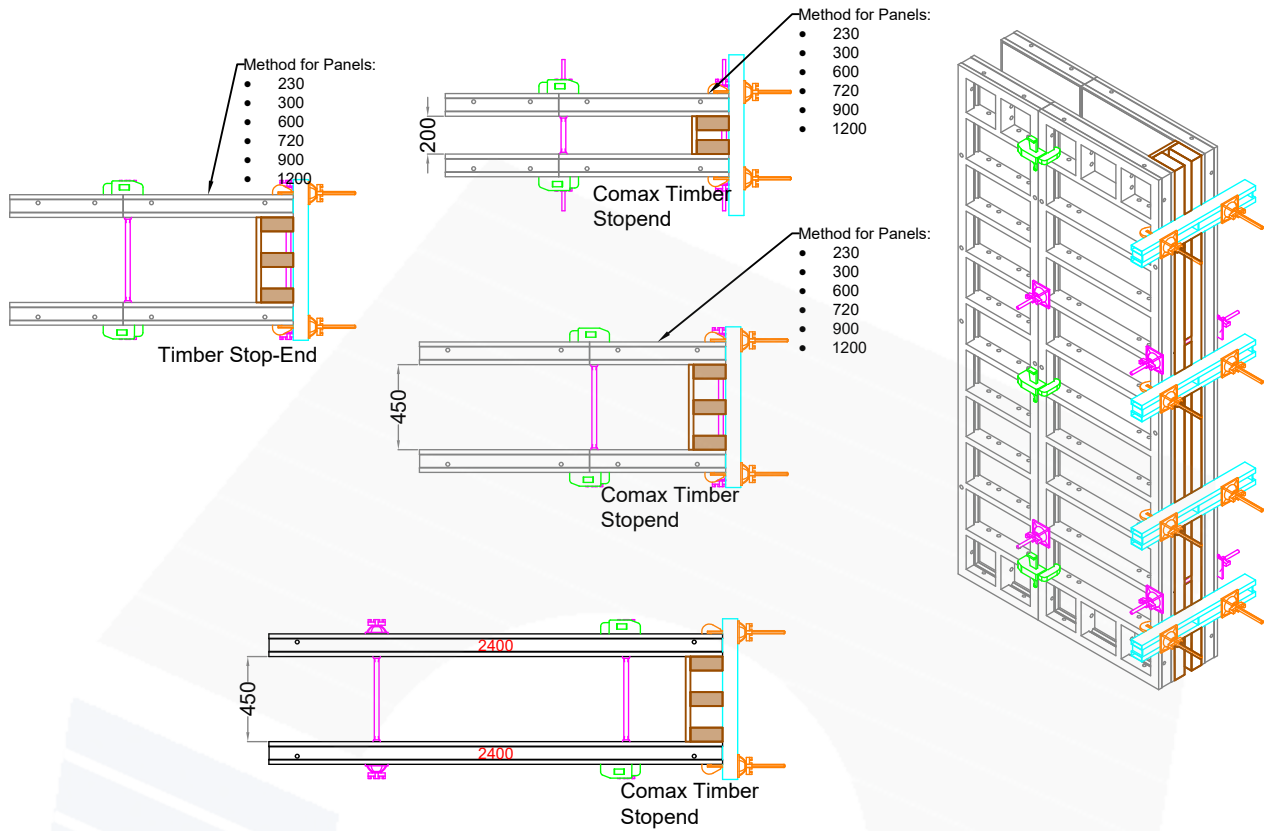 Method for Panels:
• 230
• 300
• 600
• 720
• 900
• 1200
Timber Stop-End
Method for Panels:
• 230
• 300
• 600
• 720
• 900
• 1200
200
Comax Timber
Stopend
Method for Panels:
• 230
• 300
• 600
• 720
• 900
• 1200
450
Comax Timber
Stopend
2400
450
2400
Comax Timber
Stopend